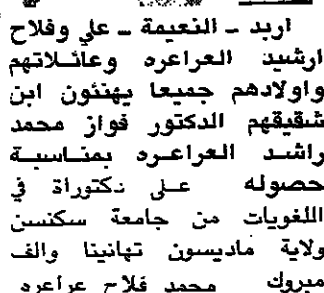 اربد ـ النعيمة ـ علي وفلاح
ارشيد العراعره وعائلاتهم
واولادهم جميعا يهنئون ابن
شقيقهم الدكتور فواز محمد
راشد العراعره بمناسبة
حصوله على دكتوراة في
اللغويات من جامعة سكنسن
ولاية ماديسون تهانينا والف
مبروك محمد فلاح عراعره